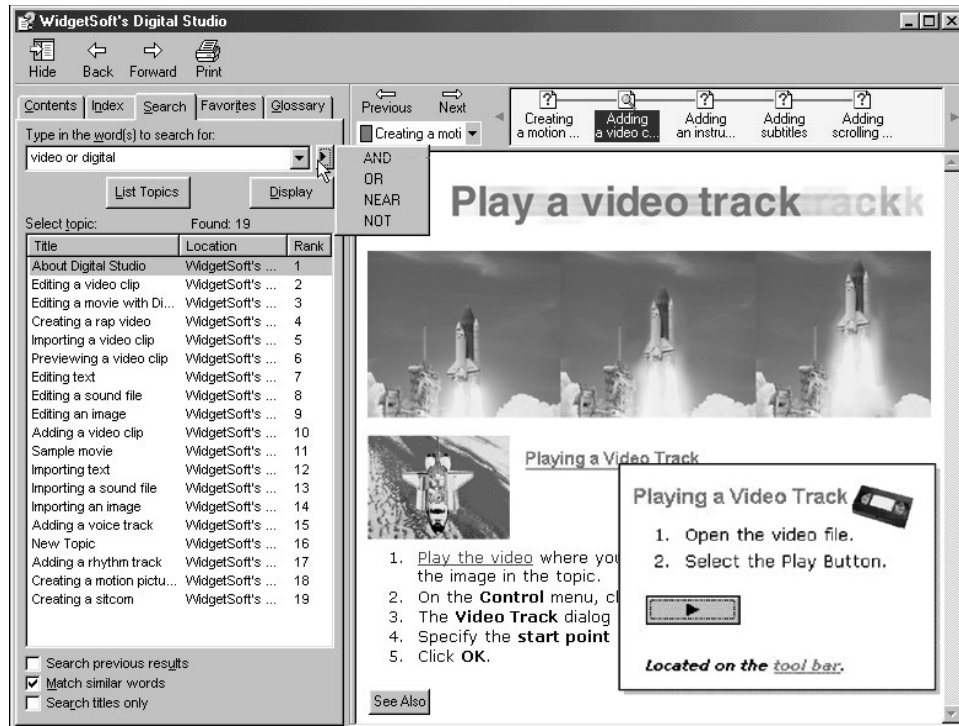 WidgetSoft's Digital Studio
Hide Back Forward Print
Contents Index Search Favorites Glossary
Type in the word(s) to search for:
video or digital
List Topics Display
Select topic: Found: 19
Title Location Rank
About Digital Studio WidgetSoft's ... 1
Editing a video clip WidgetSoft's ... 2
Editing a movie with Di... WidgetSoft's ... 3
Creating a rap video WidgetSoft's ... 4
Importing a video clip WidgetSoft's ... 5
Previewing a video clip WidgetSoft's ... 6
Editing text WidgetSoft's ... 7
Editing a sound file WidgetSoft's ... 8
Editing an image WidgetSoft's ... 9
Adding a video clip WidgetSoft's ... 10
Sample movie WidgetSoft's ... 11
Importing text WidgetSoft's ... 12
Importing a sound file WidgetSoft's ... 13
Importing an image WidgetSoft's ... 14
Adding a voice track WidgetSoft's ... 15
New Topic WidgetSoft's ... 16
Adding a rhythm track WidgetSoft's ... 17
Creating a motion pictu... WidgetSoft's ... 18
Creating a sitcom WidgetSoft's ... 19
Search previous results
Match similar words
Search titles only
AND
OR
NEAR
NOT
Previous Next
Creating a moti
Creating
a motion ...
Adding
a video c...
Adding
an instru...
Adding
subtitles
Adding
scrolling ...
Play a video track rackk
Playing a Video Track
1. Play the video where you
the image in the topic.
2. On the Control menu, cl
3. The Video Track dialog
4. Specify the start point
5. Click OK.
See Also
Playing a Video Track
1. Open the video file.
2. Select the Play Button.
Located on the tool bar.